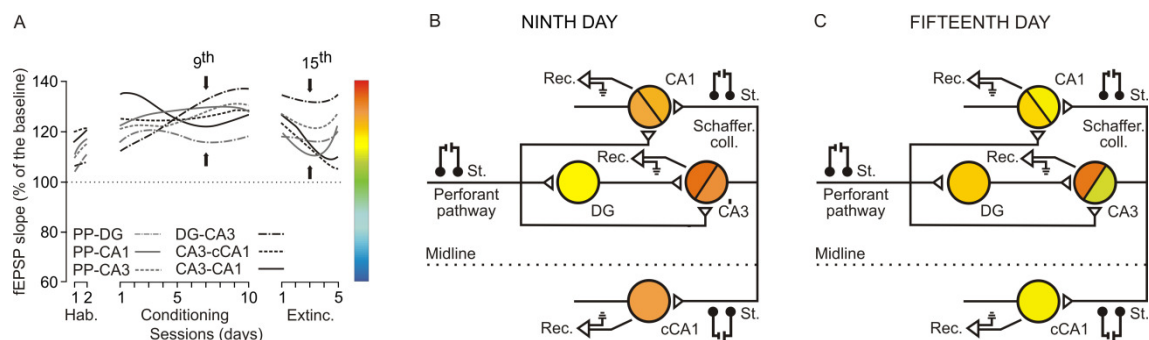 A
9th
15th
140
120
100
80
60
fEPSP slope (% of the baseline)
PP-DG
DG-CA3
PP-CA1
CA3-cCA1
PP-CA3
CA3-CA1
1 2
1 5 10
1 5
Hab.
Conditioning
Extinc.
Sessions (days)
B
NINTH DAY
CA1
Rec.
St.
Schaffer.
coll.
St.
Rec.
Perforant
pathway
DG
CA3
Midline
St.
Rec.
cCA1
C
FIFTEENTH DAY
CA1
Rec.
St.
Schaffer.
coll.
St.
Rec.
Perforant
pathway
DG
CA3
Midline
St.
Rec.
cCA1